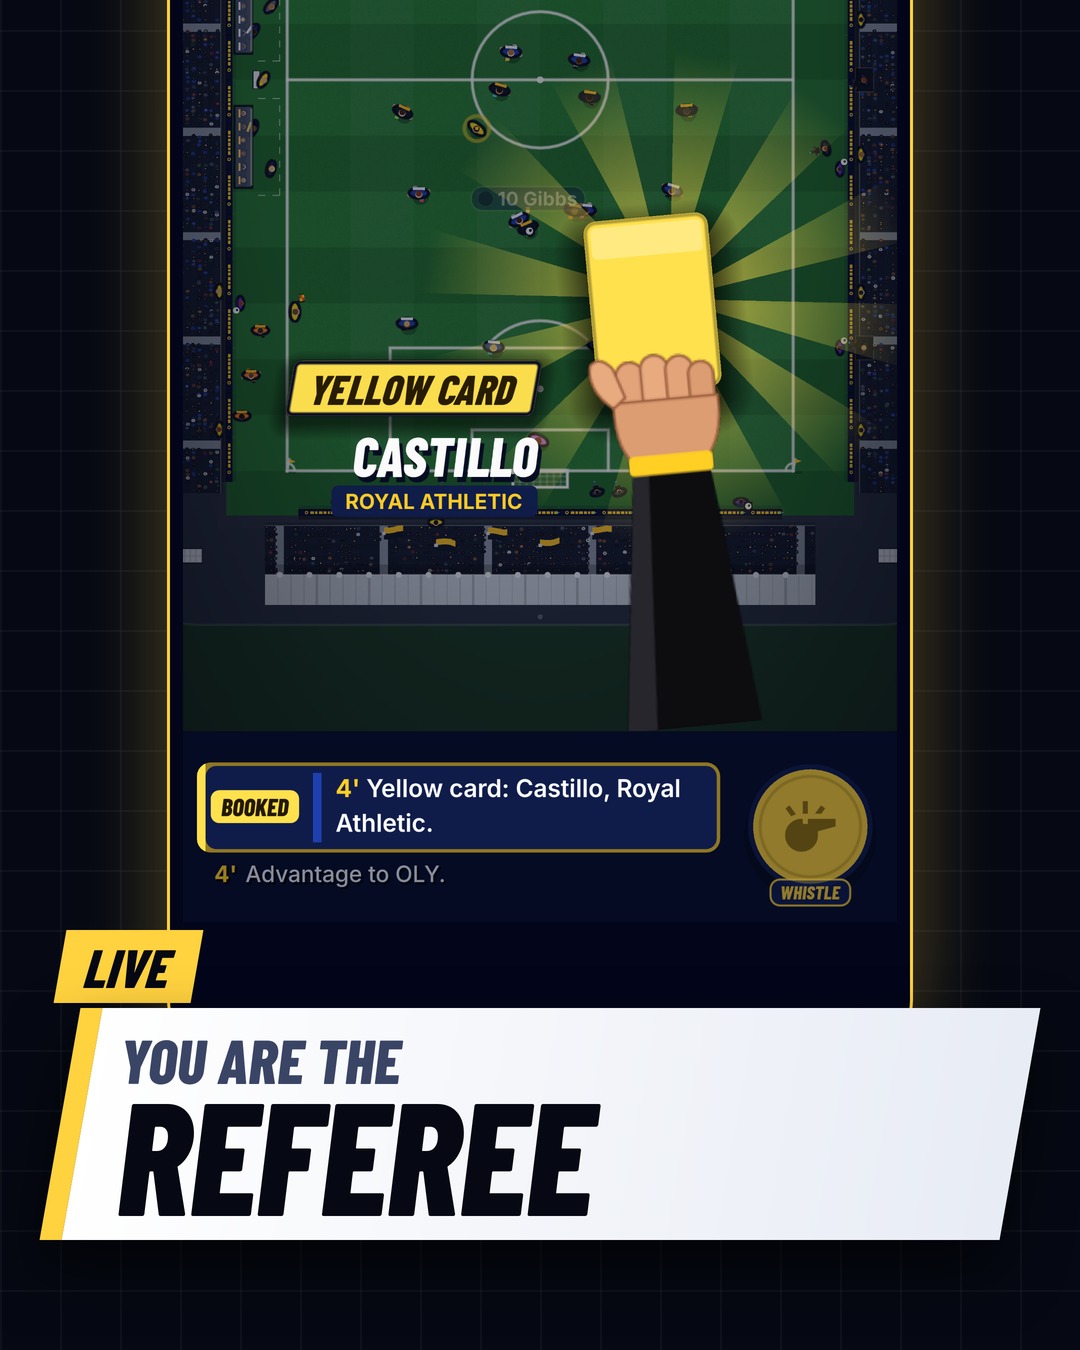 10 Gibbs
YELLOW CARD
CASTILLO
ROYAL ATHLETIC
BOOKED
4' Yellow card: Castillo, Royal
Athletic.
4' Advantage to OLY.
WHISTLE
LIVE
YOU ARE THE
REFEREE